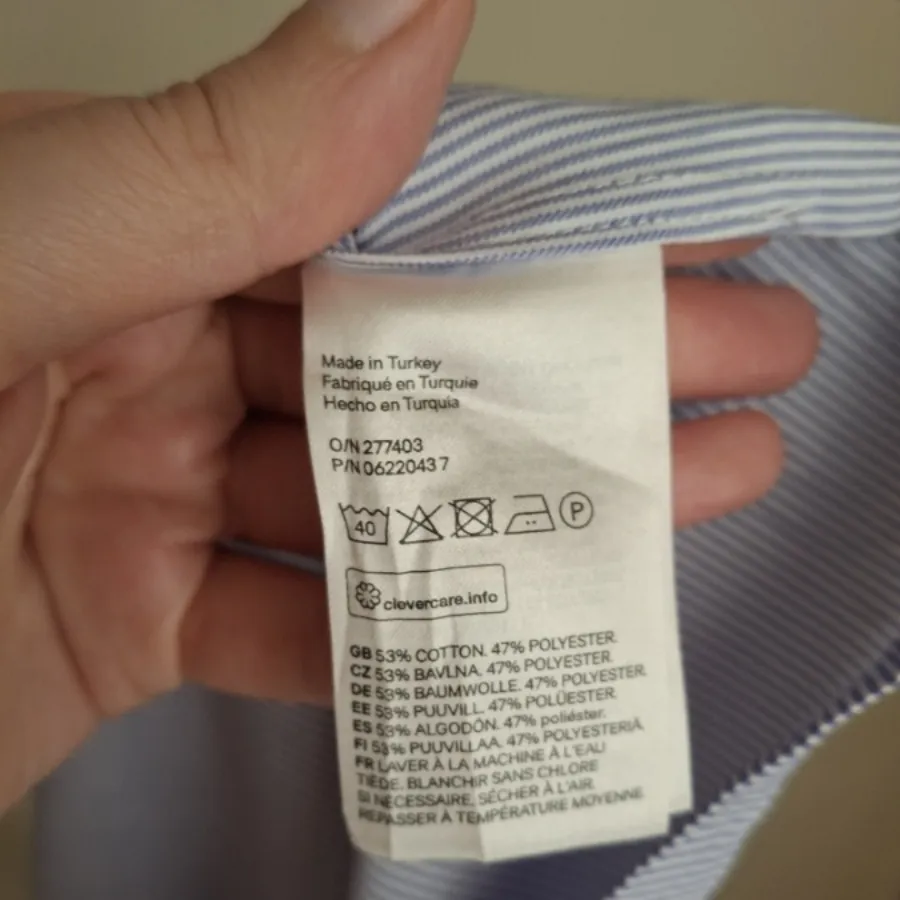 Made in Turkey
Fabriqué en Turquie
Hecho en Turquia
O/N 277403
P/N 06220437
40
P
clevercare.info
GB 53% COTTON. 47% POLYESTER.
CZ 53% BAVLNA. 47% POLYESTER.
DE 53% BAUMWOLLE. 47% POLYESTER.
EE 53% PUUVILL. 47% POLÜESTER.
ES 53% ALGODÓN. 47% poliéster.
FI 53% PUUVILLAA. 47% POLYESTERIÄ.
FR LAVER À LA MACHINE À L'EAU
TIÈDE. BLANCHIR SANS CHLORE
SI NÉCESSAIRE, SÉCHER À L'AIR.
REPASSER À TEMPÉRATURE MOYENNE